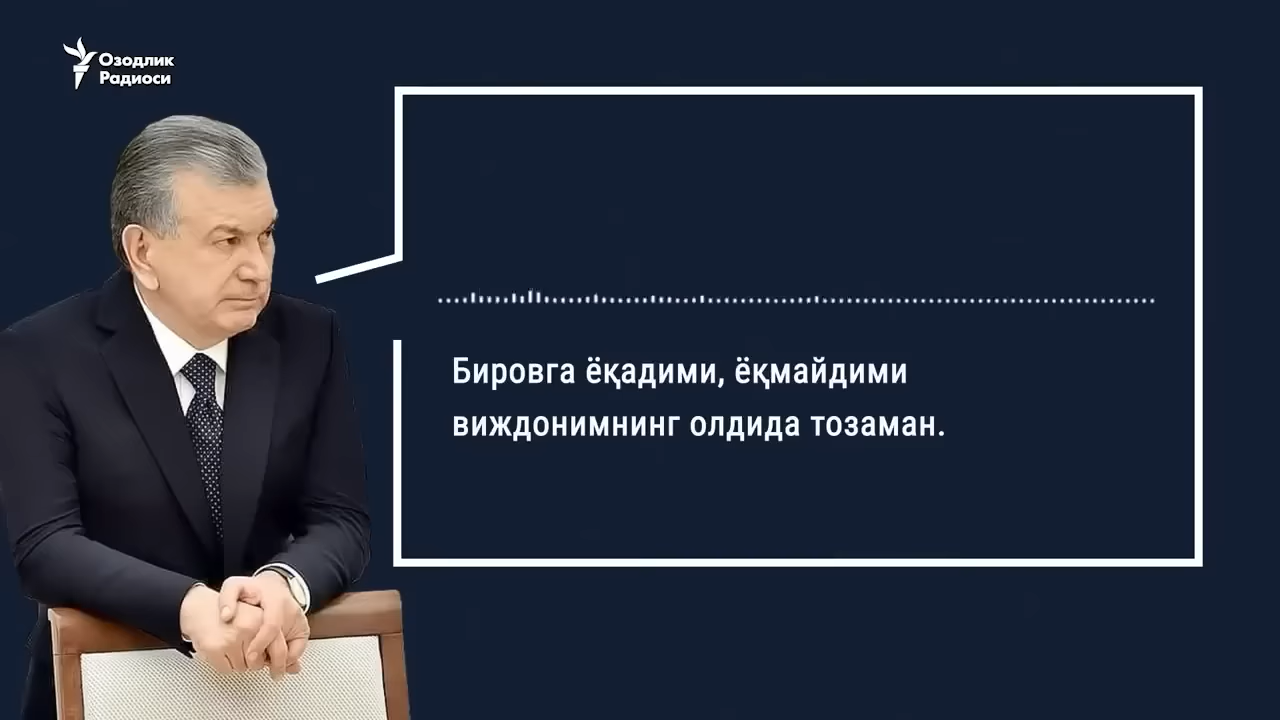 Озодлик
Радиоси
Бировга ёқадими, ёқмайдими
виждонимнинг олдида тозаман.